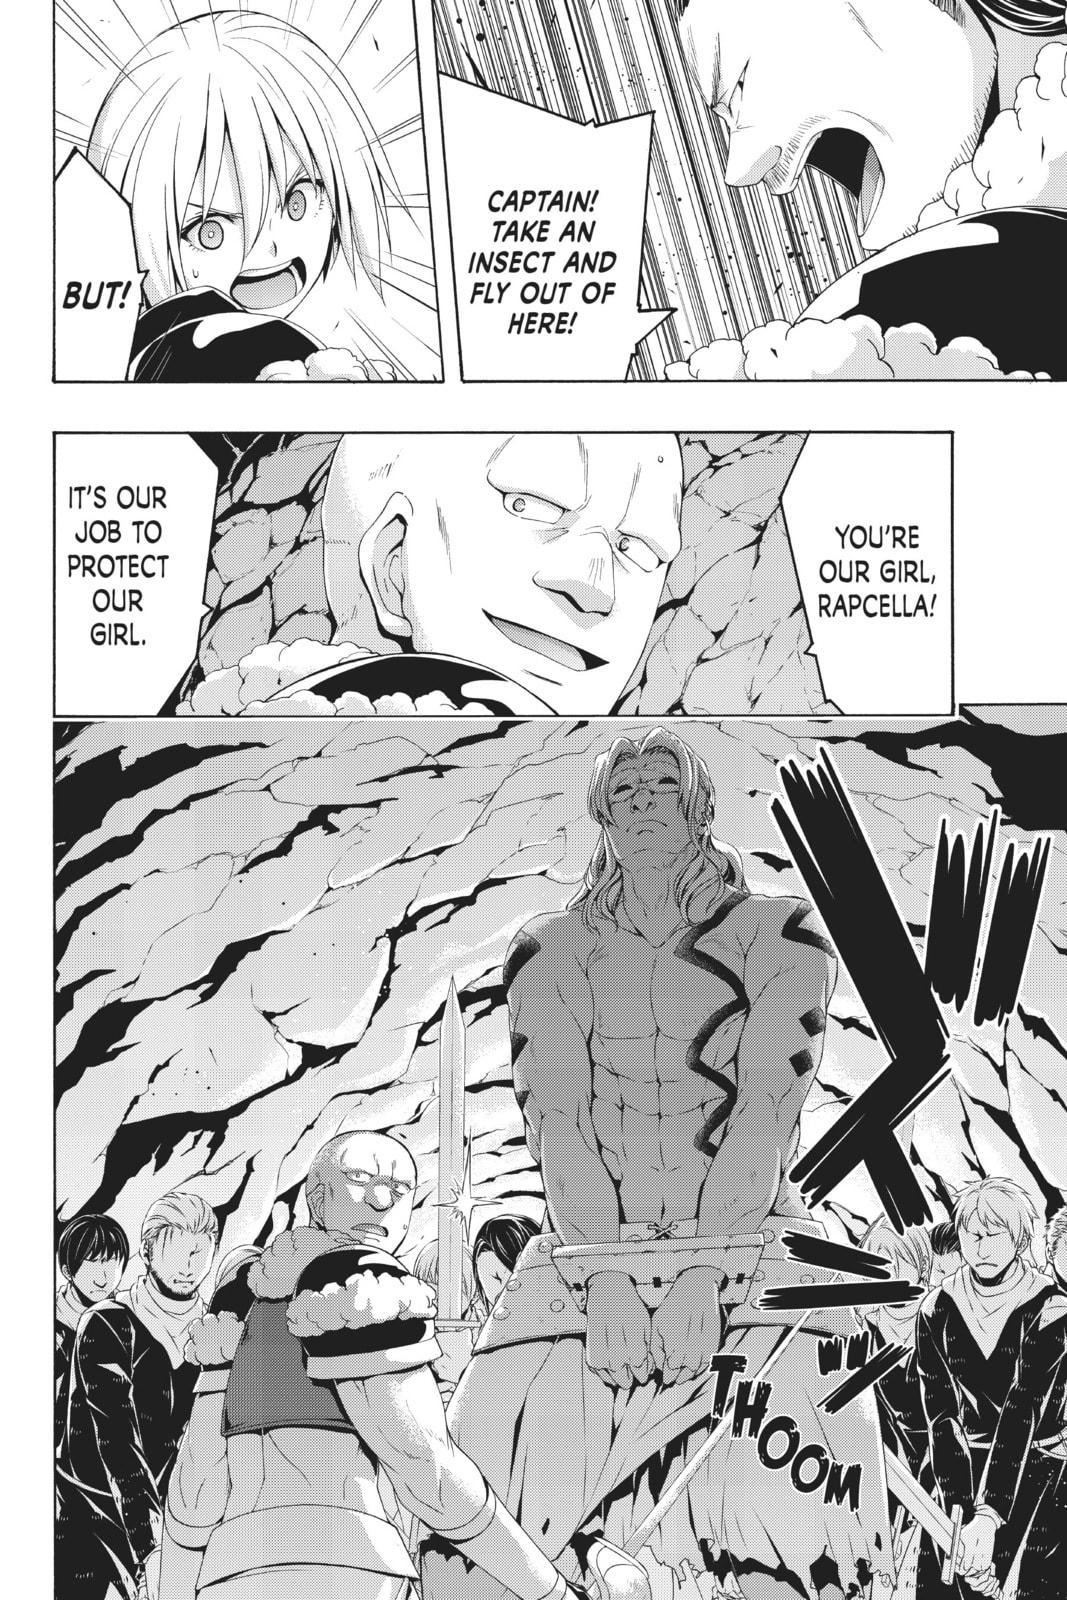 CAPTAIN!
TAKE AN
INSECT AND
FLY OUT OF
HERE!
BUT!
YOU'RE
OUR GIRL,
RAPCELLA!
IT'S OUR
JOB TO
PROTECT
OUR
GIRL.
THOOM